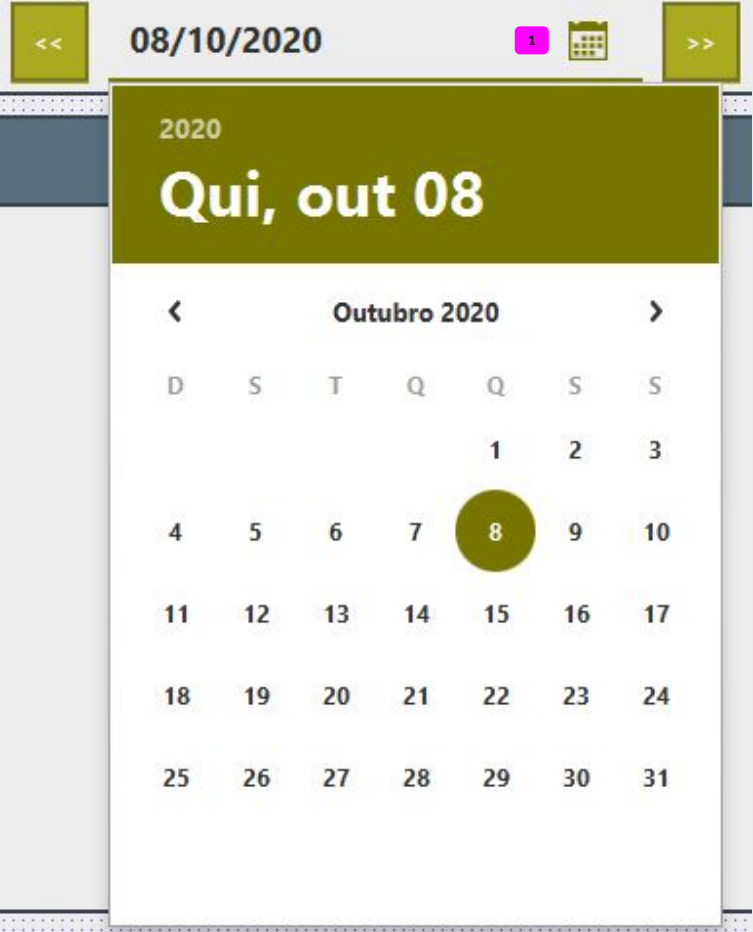 << 08/10/2020 1 >>
2020
Qui, out 08
Outubro 2020
D S T Q Q S S
1 2 3
4 5 6 7 8 9 10
11 12 13 14 15 16 17
18 19 20 21 22 23 24
25 26 27 28 29 30 31